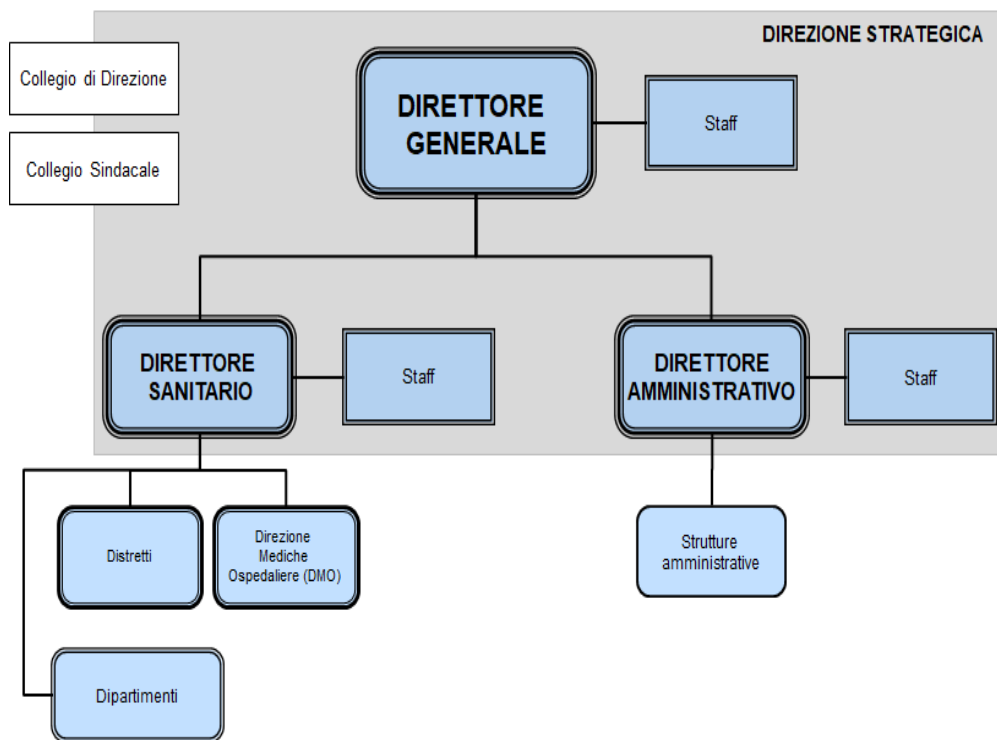 DIREZIONE STRATEGICA
Collegio di Direzione
Collegio Sindacale
DIRETTORE
GENERALE
Staff
DIRETTORE
SANITARIO
Staff
DIRETTORE
AMMINISTRATIVO
Staff
Distretti
Direzione
Mediche
Ospedaliere (DMO)
Strutture
amministrative
Dipartimenti